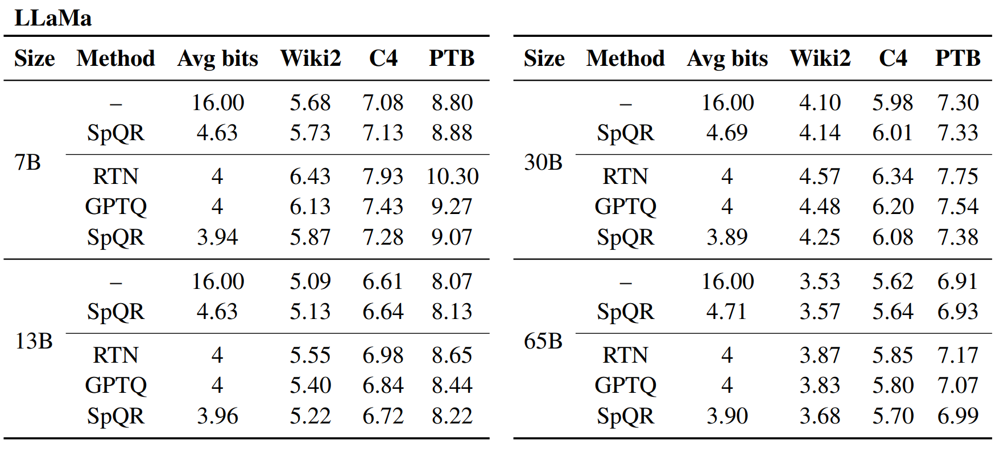 LLaMa
Size Method Avg bits Wiki2 C4 PTB
– 16.00 5.68 7.08 8.80
SpQR 4.63 5.73 7.13 8.88
7B
RTN 4 6.43 7.93 10.30
GPTQ 4 6.13 7.43 9.27
SpQR 3.94 5.87 7.28 9.07
– 16.00 5.09 6.61 8.07
SpQR 4.63 5.13 6.64 8.13
13B
RTN 4 5.55 6.98 8.65
GPTQ 4 5.40 6.84 8.44
SpQR 3.96 5.22 6.72 8.22
Size Method Avg bits Wiki2 C4 PTB
– 16.00 4.10 5.98 7.30
SpQR 4.69 4.14 6.01 7.33
30B
RTN 4 4.57 6.34 7.75
GPTQ 4 4.48 6.20 7.54
SpQR 3.89 4.25 6.08 7.38
– 16.00 3.53 5.62 6.91
SpQR 4.71 3.57 5.64 6.93
65B
RTN 4 3.87 5.85 7.17
GPTQ 4 3.83 5.80 7.07
SpQR 3.90 3.68 5.70 6.99